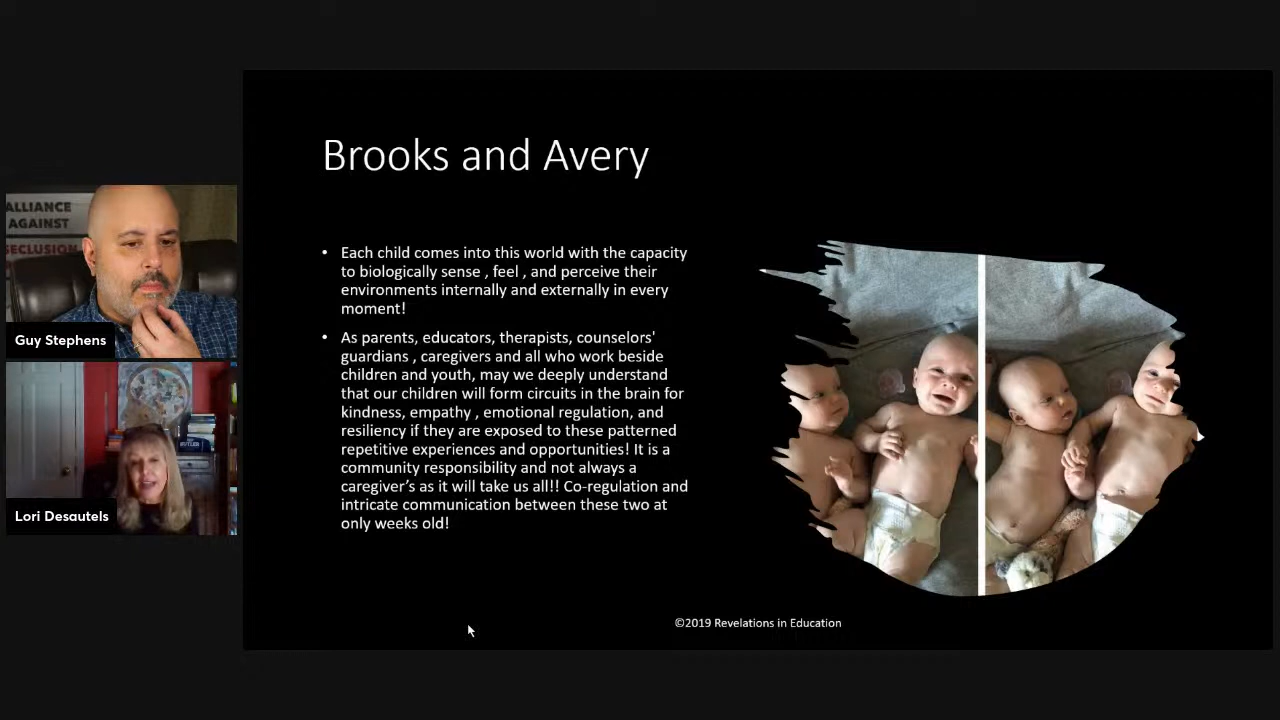 ALLIANCE
AGAINST
SECLUSION
Guy Stephens
Lori Desautels
Brooks and Avery
• Each child comes into this world with the capacity
to biologically sense , feel , and perceive their
environments internally and externally in every
moment!
• As parents, educators, therapists, counselors'
guardians , caregivers and all who work beside
children and youth, may we deeply understand
that our children will form circuits in the brain for
kindness, empathy , emotional regulation, and
resiliency if they are exposed to these patterned
repetitive experiences and opportunities! It is a
community responsibility and not always a
caregiver’s as it will take us all!! Co-regulation and
intricate communication between these two at
only weeks old!
©2019 Revelations in Education